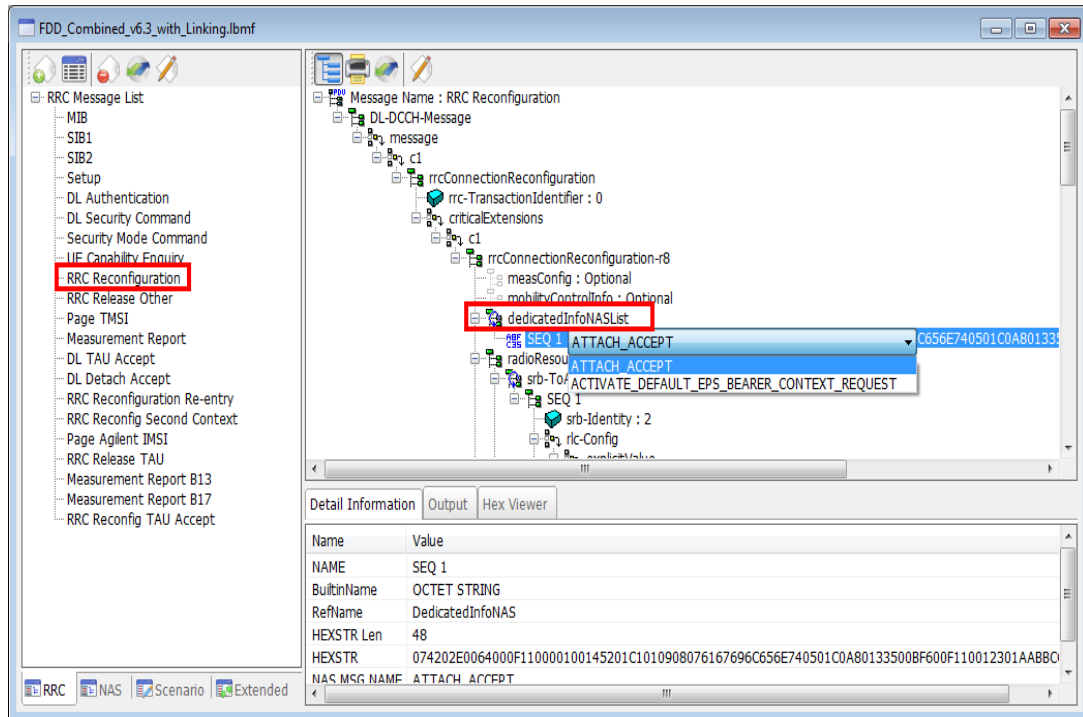 FDD_Combined_v6.3_with_Linking.lbmf
RRC Message List
MIB
SIB1
SIB2
Setup
DL Authentication
DL Security Command
Security Mode Command
UE Capability Enquiry
RRC Reconfiguration
RRC Release Other
Page TMSI
Measurement Report
DL TAU Accept
DL Detach Accept
RRC Reconfiguration Re-entry
RRC Reconfig Second Context
Page Agilent IMSI
RRC Release TAU
Measurement Report B13
Measurement Report B17
RRC Reconfig TAU Accept
RRC NAS Scenario Extended
Message Name : RRC Reconfiguration
DL-DCCH-Message
message
c1
rrcConnectionReconfiguration
rrc-TransactionIdentifier : 0
criticalExtensions
c1
rrcConnectionReconfiguration-r8
measConfig : Optional
mobilityControlInfo : Optional
dedicatedInfoNASList
SEQ 1 ATTACH_ACCEPT C656E740501C0A80133
ATTACH_ACCEPT
ACTIVATE_DEFAULT_EPS_BEARER_CONTEXT_REQUEST
radioResou
srb-ToA
SEQ 1
srb-Identity : 2
rlc-Config
explicitValue
Detail Information Output Hex Viewer
Name Value
NAME SEQ 1
BuiltinName OCTET STRING
RefName DedicatedInfoNAS
HEXSTR Len 48
HEXSTR 074202E0064000F110000100145201C1010908076167696C656E740501C0A80133500BF600F110012301AABBC
NAS MSG NAME ATTACH_ACCEPT